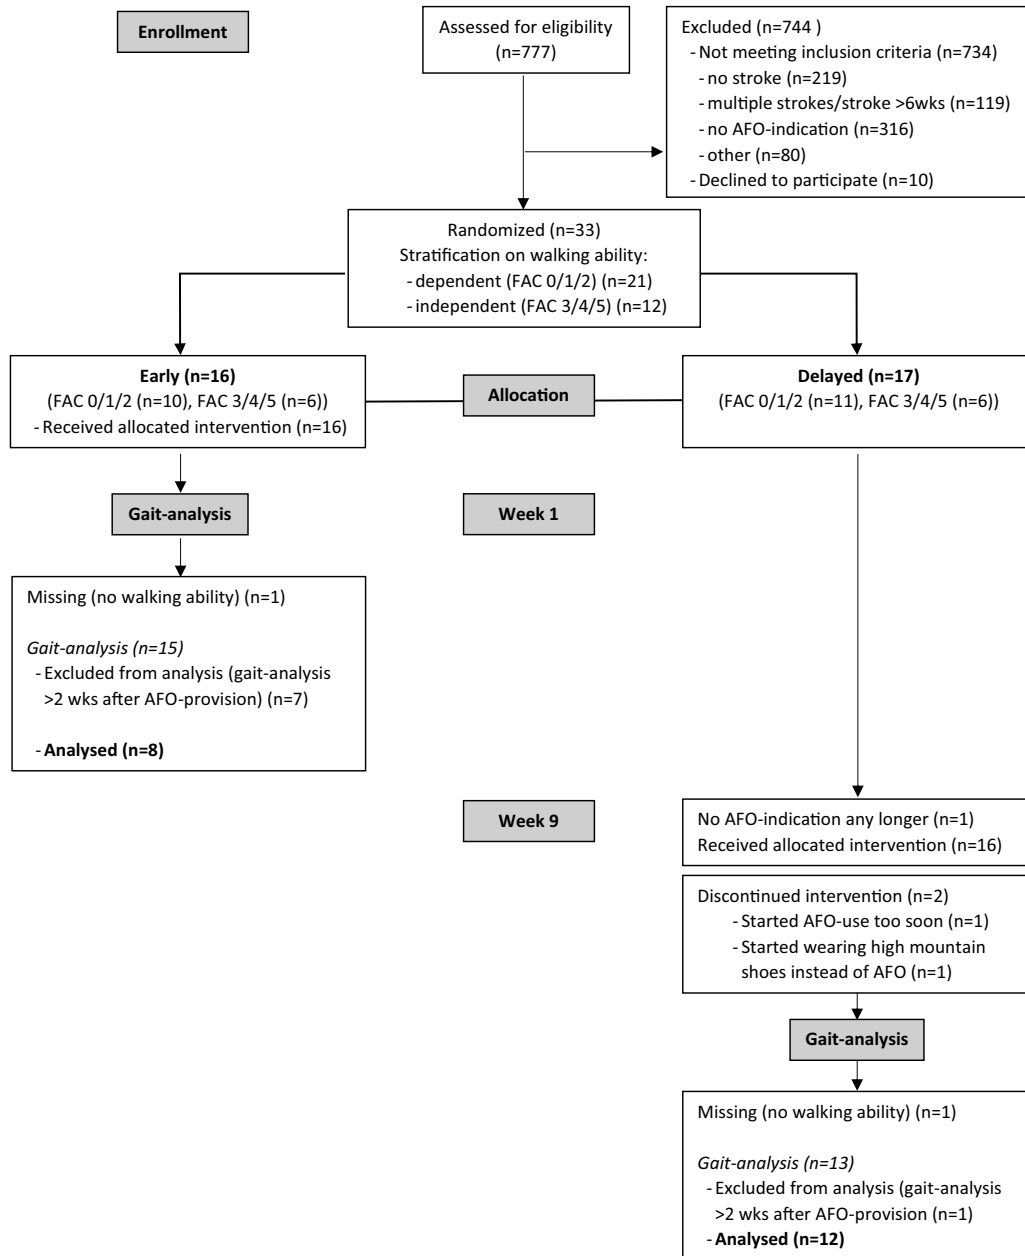 Enrollment
Assessed for eligibility
(n=777)
Excluded (n=744 )
- Not meeting inclusion criteria (n=734)
- no stroke (n=219)
- multiple strokes/stroke >6wks (n=119)
- no AFO-indication (n=316)
- other (n=80)
- Declined to participate (n=10)
Randomized (n=33)
Stratification on walking ability:
- dependent (FAC 0/1/2) (n=21)
- independent (FAC 3/4/5) (n=12)
Early (n=16)
(FAC 0/1/2 (n=10), FAC 3/4/5 (n=6))
- Received allocated intervention (n=16)
Allocation
Delayed (n=17)
(FAC 0/1/2 (n=11), FAC 3/4/5 (n=6))
Gait-analysis
Week 1
Missing (no walking ability) (n=1)
Gait-analysis (n=15)
- Excluded from analysis (gait-analysis
>2 wks after AFO-provision) (n=7)
- Analysed (n=8)
Week 9
No AFO-indication any longer (n=1)
Received allocated intervention (n=16)
Discontinued intervention (n=2)
- Started AFO-use too soon (n=1)
- Started wearing high mountain
shoes instead of AFO (n=1)
Gait-analysis
Missing (no walking ability) (n=1)
Gait-analysis (n=13)
- Excluded from analysis (gait-analysis
>2 wks after AFO-provision (n=1)
- Analysed (n=12)